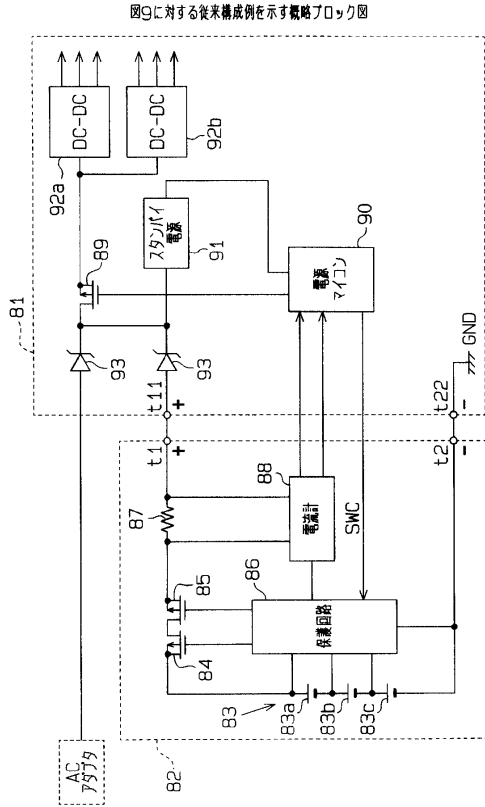 図9に対する従来構成例を示す概略ブロック図
81
DC-DC
92a
DC-DC
92b
89
スタンバイ
電源
91
90
電源
マイコン
93
93
t11
+
t1
+
GND
t22
-
t2
-
87
88
電流計
SWC
85
84
86
保護回路
83
83a
83b
83c
82
AC
アダプタ